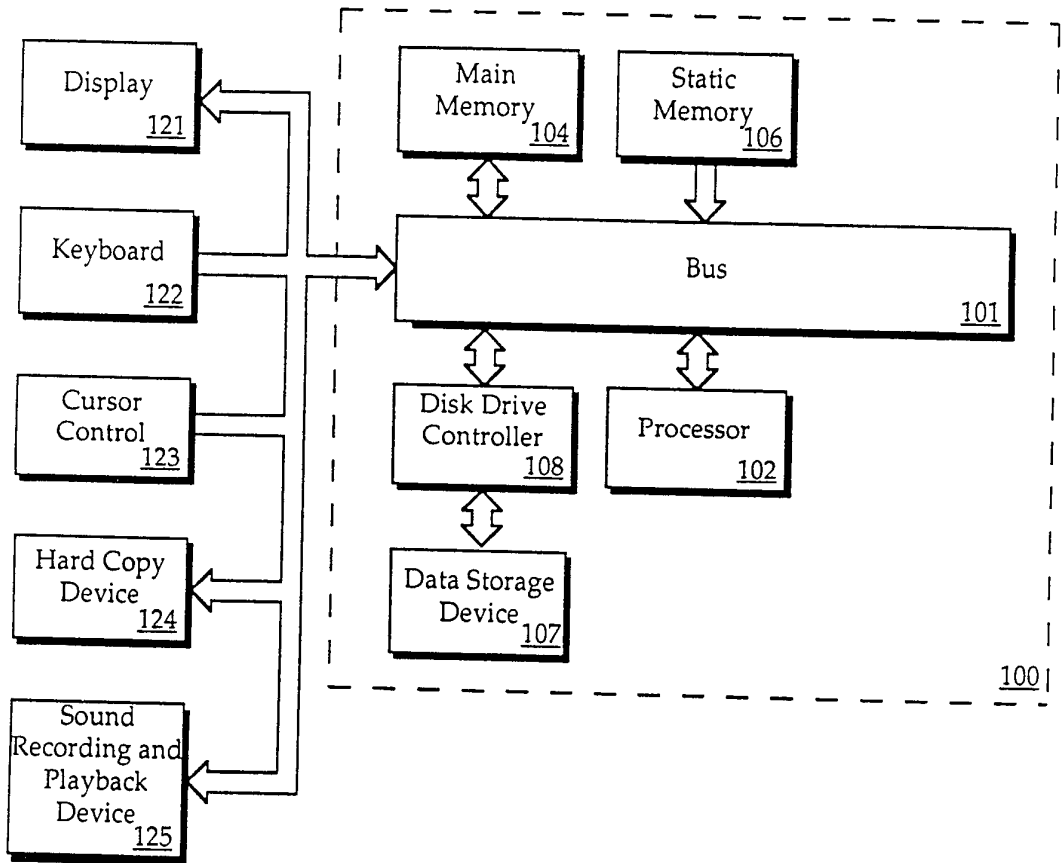 Display
121
Keyboard
122
Cursor
Control
123
Hard Copy
Device
124
Sound
Recording and
Playback
Device
125
Main
Memory
104
Static
Memory
106
Bus
101
Disk Drive
Controller
108
Processor
102
Data Storage
Device
107
100